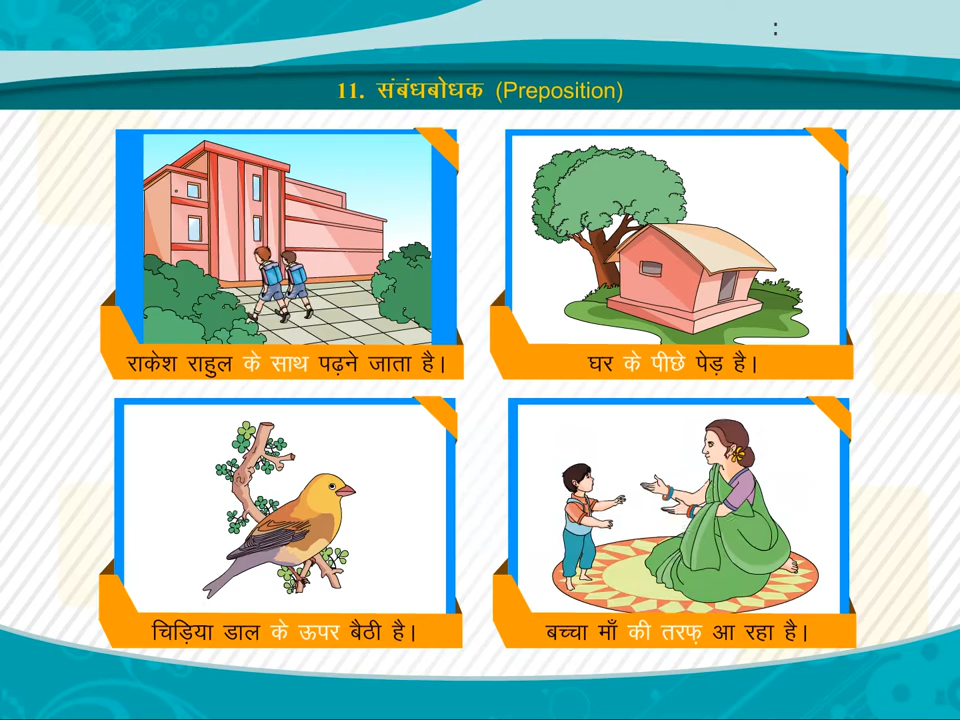 :
11. संबंधबोधक (Preposition)
राकेश राहुल के साथ पढ़ने जाता है।
घर के पीछे पेड़ है।
चिड़िया डाल के ऊपर बैठी है।
बच्चा माँ की तरफ़ आ रहा है।